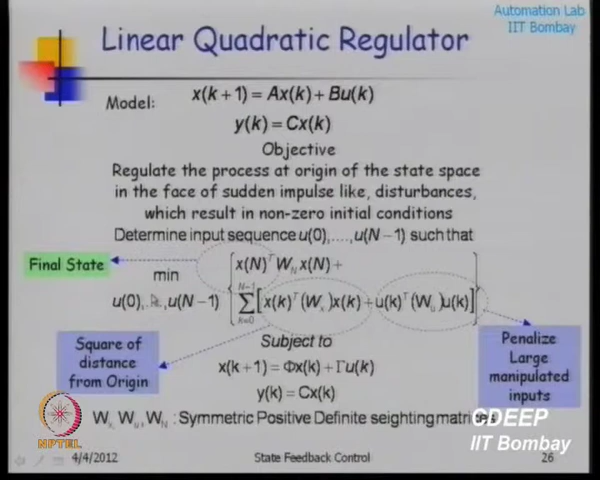 Automation Lab
IIT Bombay
Linear Quadratic Regulator
Model: x(k+1) = Ax(k) + Bu(k)
y(k) = Cx(k)
Objective
Regulate the process at origin of the state space
in the face of sudden impulse like, disturbances,
which result in non-zero initial conditions
Determine input sequence u(0),....,u(N-1) such that
Final State
min
u(0),..,u(N-1)
x(N)ᵀ W_N x(N) +
∑_{k=0}^{N-1} [x(k)ᵀ(Wₓ)x(k) + u(k)ᵀ(W_u)u(k)]
Square of
distance
from Origin
Subject to
x(k+1) = Φx(k) + Γu(k)
y(k) = Cx(k)
Penalize
Large
manipulated
inputs
Wₓ, W_u, W_N : Symmetric Positive Definite seighting matrices
CDEEP
IIT Bombay
NPTEL
4/4/2012
State Feedback Control
26